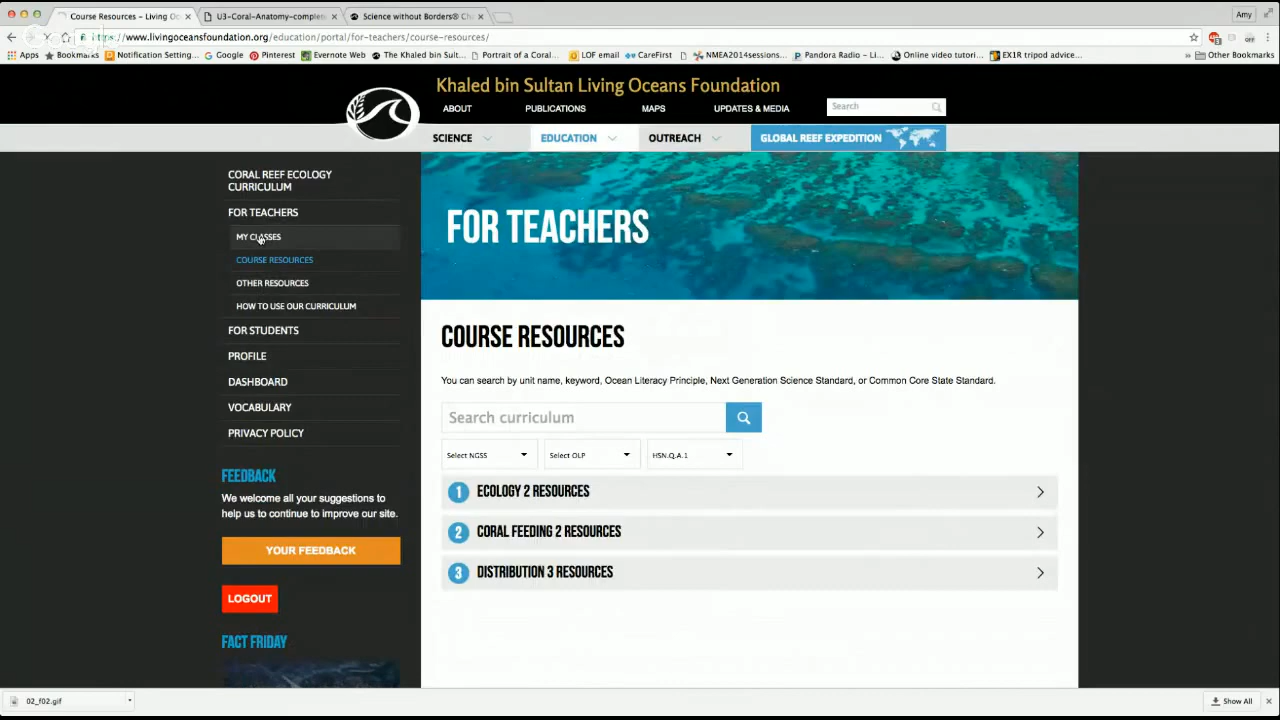 Course Resources – Living Oc
U3-Coral-Anatomy-complem
Science without Borders® Ch
Amy
https://www.livingoceansfoundation.org/education/portal/for-teachers/course-resources/
Apps
Bookmarks
Notification Setting...
Google
Pinterest
Evernote Web
The Khaled bin Sult...
Portrait of a Coral...
LOF email
CareFirst
NMEA2014sessions...
Pandora Radio – Li...
Online video tutori...
EX1R tripod advice...
»
Other Bookmarks
Khaled bin Sultan Living Oceans Foundation
ABOUT
PUBLICATIONS
MAPS
UPDATES & MEDIA
Search
SCIENCE
EDUCATION
OUTREACH
GLOBAL REEF EXPEDITION
CORAL REEF ECOLOGY
CURRICULUM
FOR TEACHERS
MY CLASSES
COURSE RESOURCES
OTHER RESOURCES
HOW TO USE OUR CURRICULUM
FOR STUDENTS
PROFILE
DASHBOARD
VOCABULARY
PRIVACY POLICY
FEEDBACK
We welcome all your suggestions to
help us to continue to improve our site.
YOUR FEEDBACK
LOGOUT
FACT FRIDAY
FOR TEACHERS
COURSE RESOURCES
You can search by unit name, keyword, Ocean Literacy Principle, Next Generation Science Standard, or Common Core State Standard.
Search curriculum
Select NGSS
Select OLP
HSN.Q.A.1
1 ECOLOGY 2 RESOURCES
2 CORAL FEEDING 2 RESOURCES
3 DISTRIBUTION 3 RESOURCES
02_f02.gif
Show All